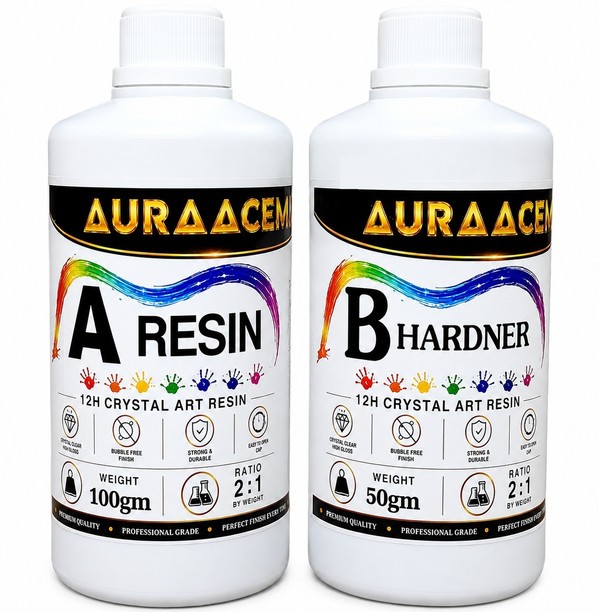 AURAACEM
A RESIN
12H CRYSTAL ART RESIN
CRYSTAL CLEAR
HIGH GLOSS
BUBBLE FREE
FINISH
STRONG &
DURABLE
EASY TO OPEN
CAP
WEIGHT
100gm
RATIO
2:1
BY WEIGHT
PREMIUM QUALITY • PROFESSIONAL GRADE • PERFECT FINISH EVERY TIME
AURAACEM
B HARDNER
12H CRYSTAL ART RESIN
CRYSTAL CLEAR
HIGH GLOSS
BUBBLE FREE
FINISH
STRONG &
DURABLE
EASY TO OPEN
CAP
WEIGHT
50gm
RATIO
2:1
BY WEIGHT
PREMIUM QUALITY • PROFESSIONAL GRADE • PERFECT FINISH EVERY